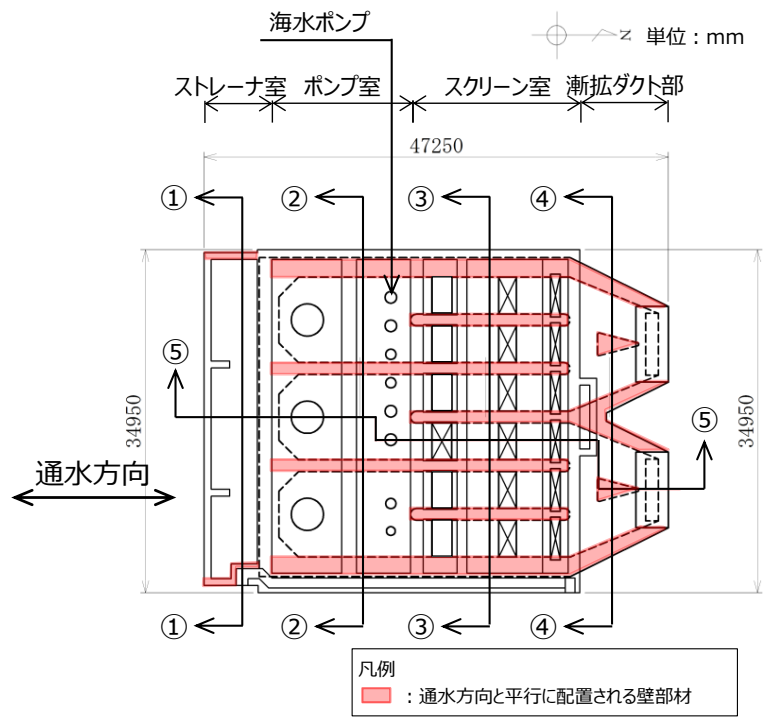 海水ポンプ
N 単位：mm
ストレーナ室 ポンプ室 スクリーン室 漸拡ダクト部
47250
① ② ③ ④
⑤
34950
34950
⑤
通水方向
① ② ③ ④
凡例
：通水方向と平行に配置される壁部材